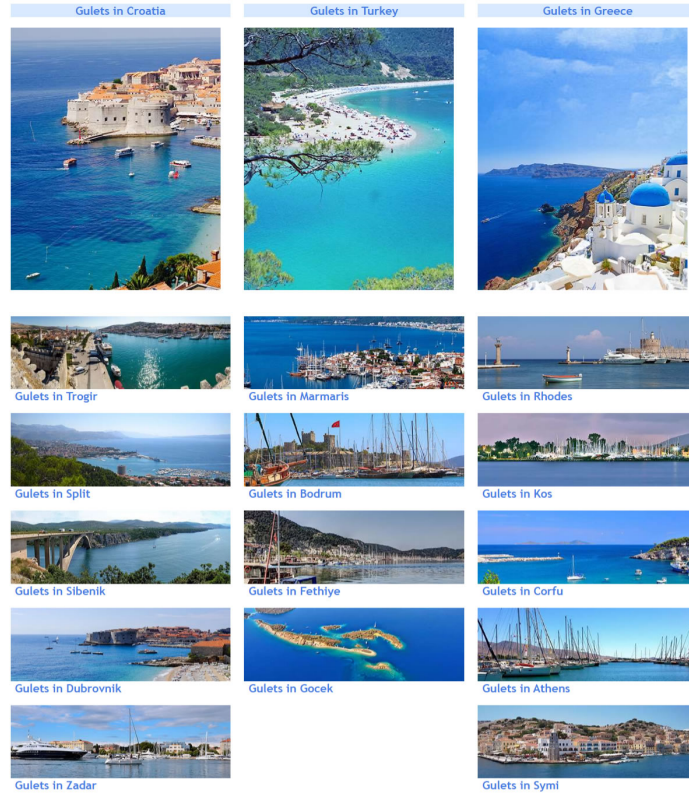 Gulets in Croatia
Gulets in Turkey
Gulets in Greece
Gulets in Trogir
Gulets in Marmaris
Gulets in Rhodes
Gulets in Split
Gulets in Bodrum
Gulets in Kos
Gulets in Sibenik
Gulets in Fethiye
Gulets in Corfu
Gulets in Dubrovnik
Gulets in Gocek
Gulets in Athens
Gulets in Zadar
Gulets in Symi